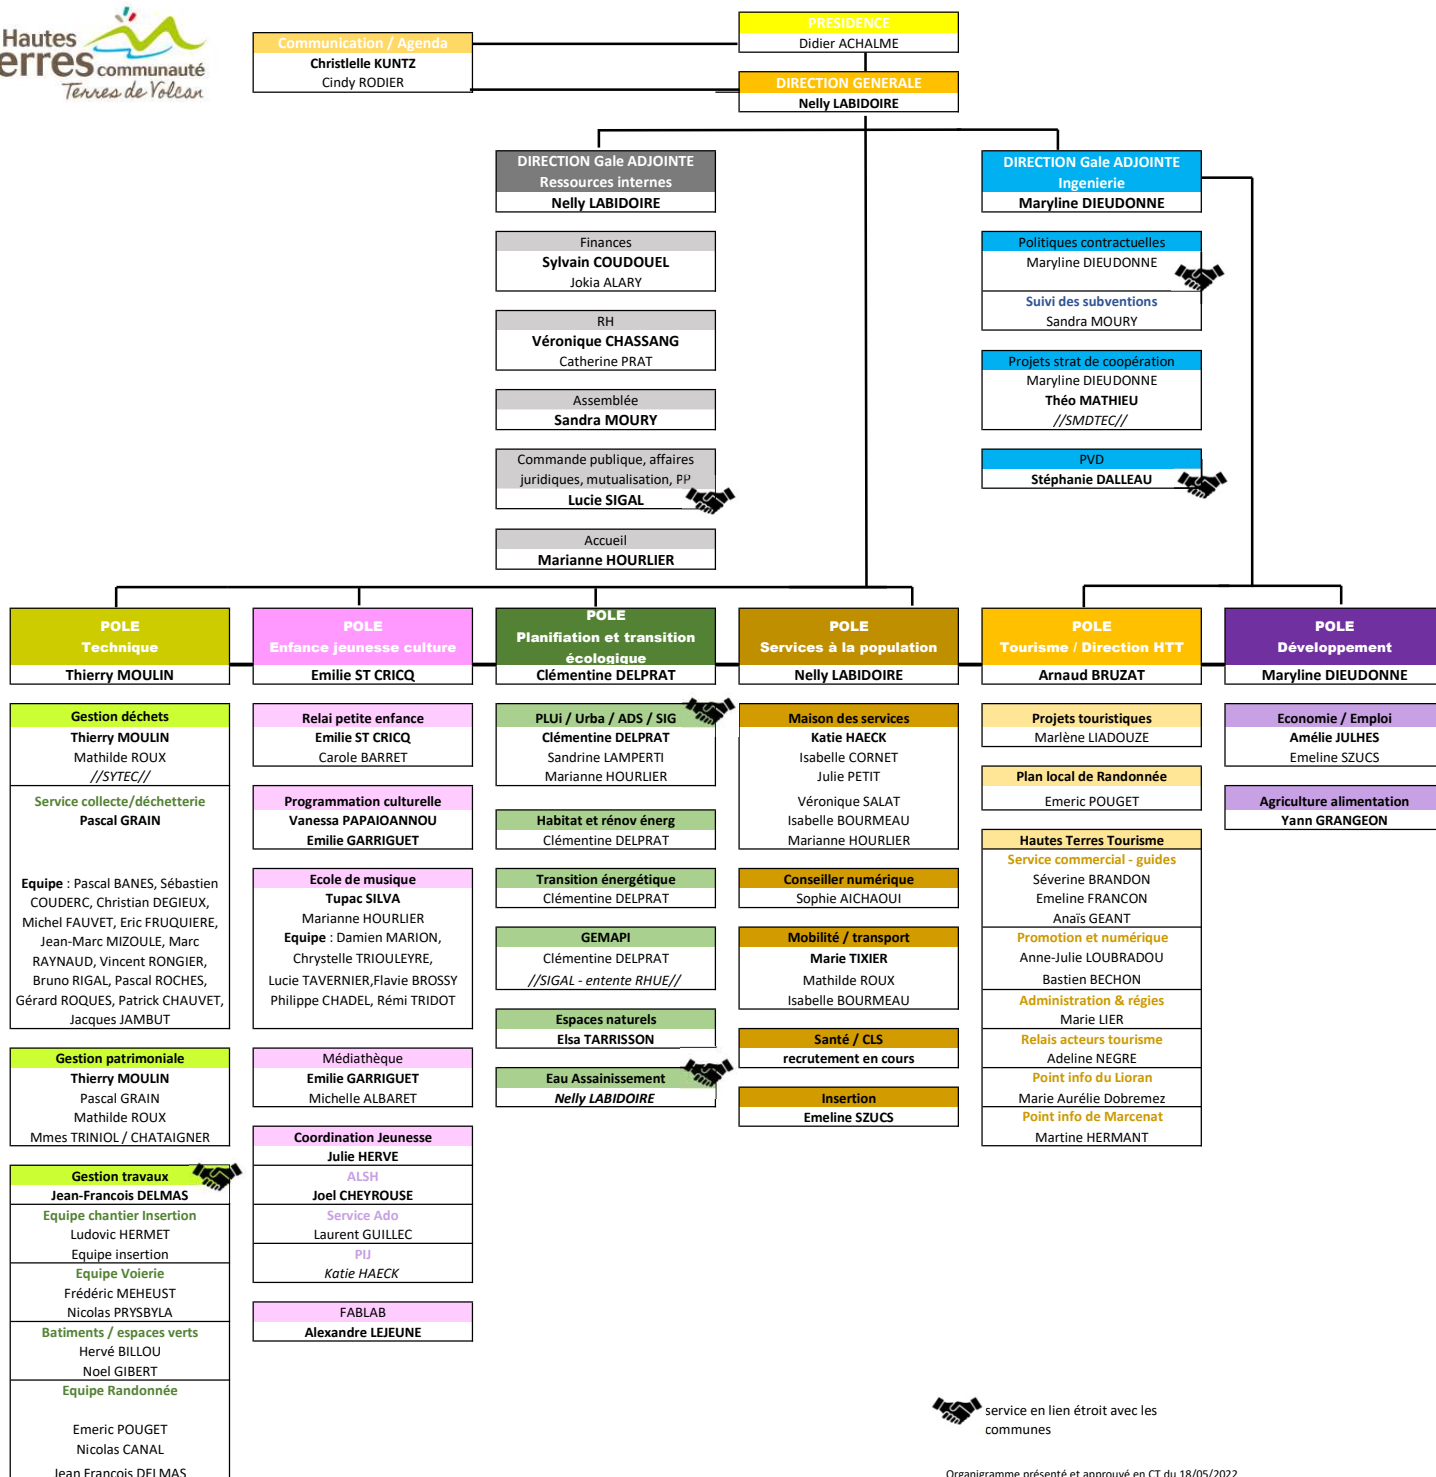 Hautes
Terres communauté
Terres de Volcan
PRESIDENCE
Didier ACHALME
Communication / Agenda
Christlelle KUNTZ
Cindy RODIER
DIRECTION GENERALE
Nelly LABIDOIRE
DIRECTION Gale ADJOINTE
Ressources internes
Nelly LABIDOIRE
Finances
Sylvain COUDOUEL
Jokia ALARY
RH
Véronique CHASSANG
Catherine PRAT
Assemblée
Sandra MOURY
Commande publique, affaires
juridiques, mutualisation, PP
Lucie SIGAL
Accueil
Marianne HOURLIER
DIRECTION Gale ADJOINTE
Ingenierie
Maryline DIEUDONNE
Politiques contractuelles
Maryline DIEUDONNE
Suivi des subventions
Sandra MOURY
Projets strat de coopération
Maryline DIEUDONNE
Théo MATHIEU
//SMDTEC//
PVD
Stéphanie DALLEAU
POLE
Technique
Thierry MOULIN
Gestion déchets
Thierry MOULIN
Mathilde ROUX
//SYTEC//
Service collecte/déchetterie
Pascal GRAIN
Equipe : Pascal BANES, Sébastien
COUDERC, Christian DEGIEUX,
Michel FAUVET, Eric FRUQUIERE,
Jean-Marc MIZOULE, Marc
RAYNAUD, Vincent RONGIER,
Bruno RIGAL, Pascal ROCHES,
Gérard ROQUES, Patrick CHAUVET,
Jacques JAMBUT
Gestion patrimoniale
Thierry MOULIN
Pascal GRAIN
Mathilde ROUX
Mmes TRINIOL / CHATAIGNER
Gestion travaux
Jean-Francois DELMAS
Equipe chantier Insertion
Ludovic HERMET
Equipe insertion
Equipe Voierie
Frédéric MEHEUST
Nicolas PRYSBYLA
Batiments / espaces verts
Hervé BILLOU
Noel GIBERT
Equipe Randonnée
Emeric POUGET
Nicolas CANAL
Jean François DELMAS
POLE
Enfance jeunesse culture
Emilie ST CRICQ
Relai petite enfance
Emilie ST CRICQ
Carole BARRET
Programmation culturelle
Vanessa PAPAIOANNOU
Emilie GARRIGUET
Ecole de musique
Tupac SILVA
Marianne HOURLIER
Equipe : Damien MARION,
Chrystelle TRIOULEYRE,
Lucie TAVERNIER,Flavie BROSSY
Philippe CHADEL, Rémi TRIDOT
Médiathèque
Emilie GARRIGUET
Michelle ALBARET
Coordination Jeunesse
Julie HERVE
ALSH
Joel CHEYROUSE
Service Ado
Laurent GUILLEC
PIJ
Katie HAECK
FABLAB
Alexandre LEJEUNE
POLE
Planifiation et transition
écologique
Clémentine DELPRAT
PLUi / Urba / ADS / SIG
Clémentine DELPRAT
Sandrine LAMPERTI
Marianne HOURLIER
Habitat et rénov énerg
Clémentine DELPRAT
Transition énergétique
Clémentine DELPRAT
GEMAPI
Clémentine DELPRAT
//SIGAL - entente RHUE//
Espaces naturels
Elsa TARRISSON
Eau Assainissement
Nelly LABIDOIRE
POLE
Services à la population
Nelly LABIDOIRE
Maison des services
Katie HAECK
Isabelle CORNET
Julie PETIT
Véronique SALAT
Isabelle BOURMEAU
Marianne HOURLIER
Conseiller numérique
Sophie AICHAOUI
Mobilité / transport
Marie TIXIER
Mathilde ROUX
Isabelle BOURMEAU
Santé / CLS
recrutement en cours
Insertion
Emeline SZUCS
POLE
Tourisme / Direction HTT
Arnaud BRUZAT
Projets touristiques
Marlène LIADOUZE
Plan local de Randonnée
Emeric POUGET
Hautes Terres Tourisme
Service commercial - guides
Séverine BRANDON
Emeline FRANCON
Anaïs GEANT
Promotion et numérique
Anne-Julie LOUBRADOU
Bastien BECHON
Administration & régies
Marie LIER
Relais acteurs tourisme
Adeline NEGRE
Point info du Lioran
Marie Aurélie Dobremez
Point info de Marcenat
Martine HERMANT
POLE
Développement
Maryline DIEUDONNE
Economie / Emploi
Amélie JULHES
Emeline SZUCS
Agriculture alimentation
Yann GRANGEON
service en lien étroit avec les
communes
Organigramme présenté et approuvé en CT du 18/05/2022